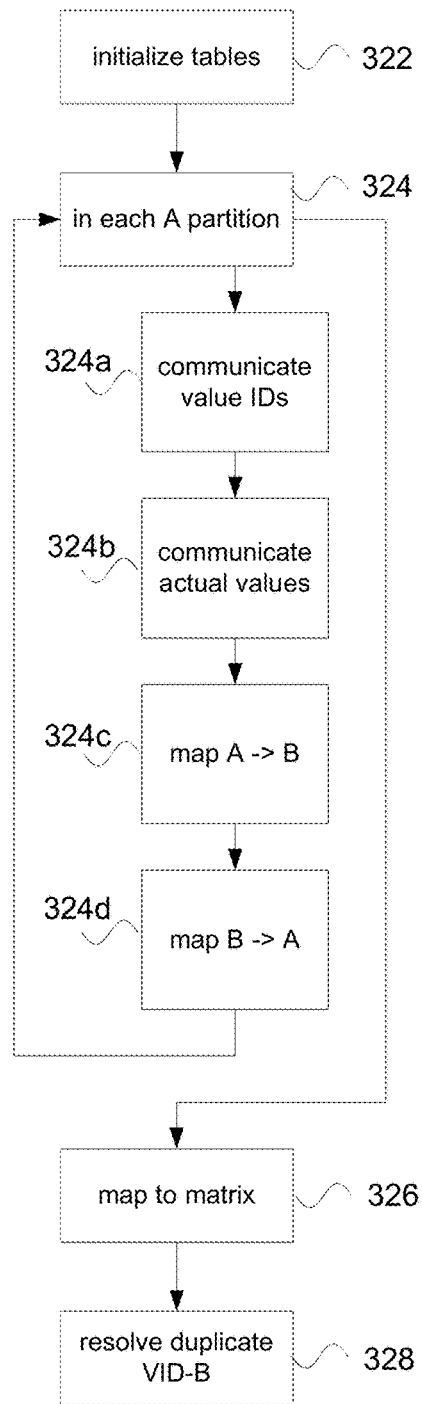 initialize tables
322
324
in each A partition
324a
communicate
value IDs
324b
communicate
actual values
324c
map A -> B
324d
map B -> A
map to matrix
326
resolve duplicate
VID-B
328